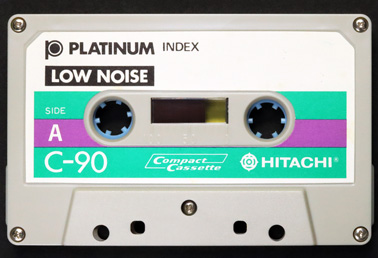 PLATINUM INDEX
LOW NOISE
SIDE
A
C-90
Compact
Cassette
HITACHI®